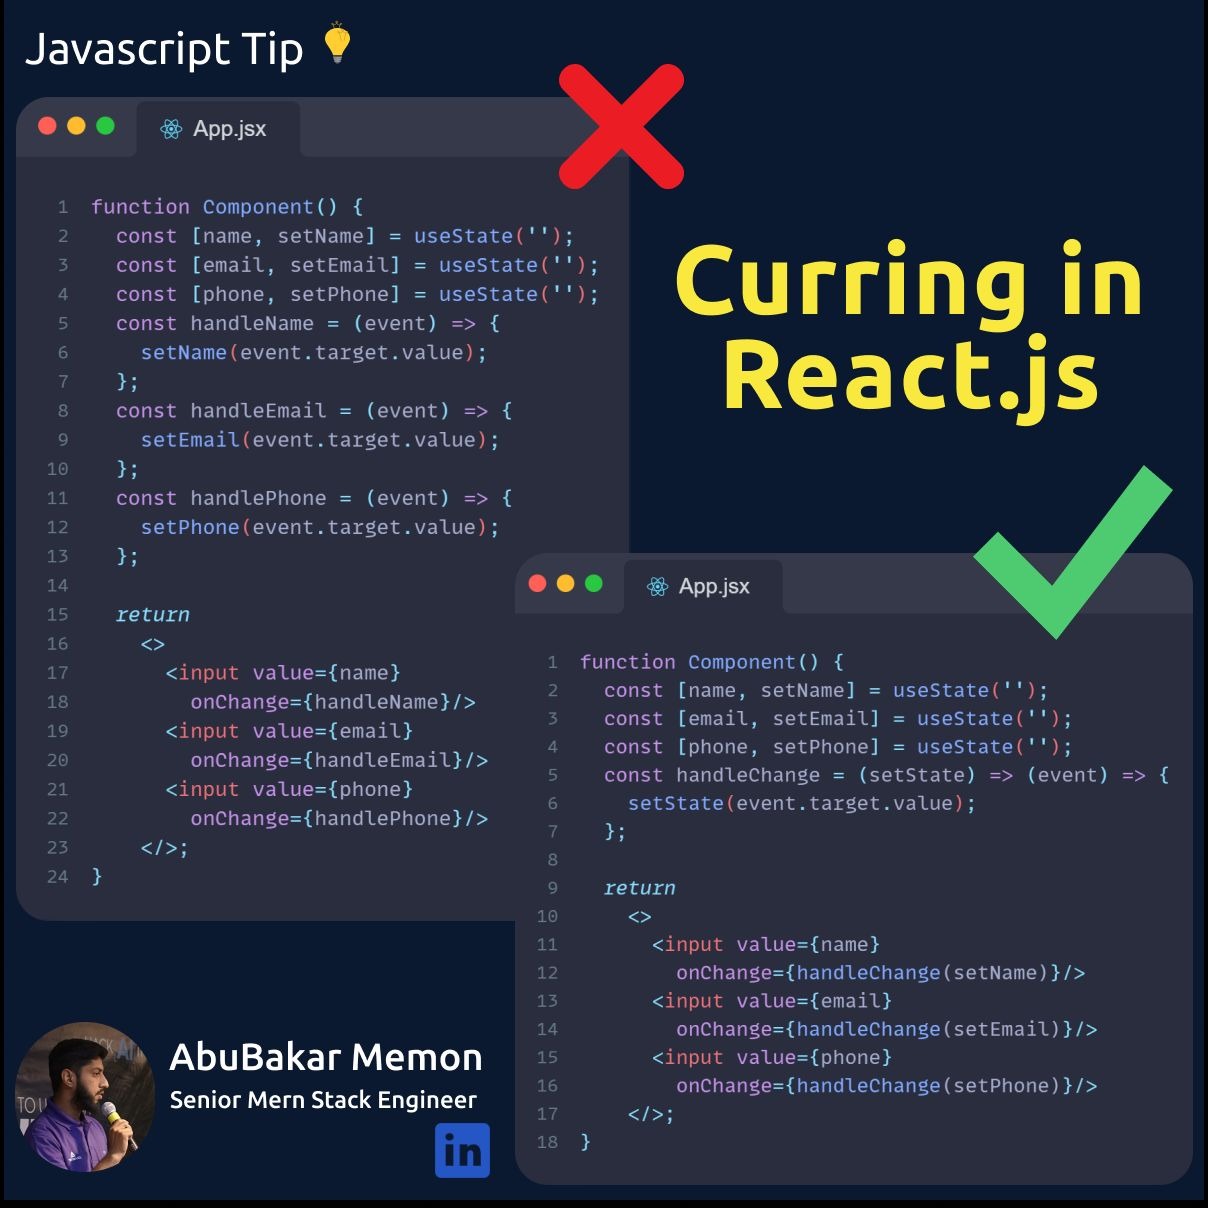 Javascript Tip
App.jsx
1 function Component() {
2   const [name, setName] = useState('');
3   const [email, setEmail] = useState('');
4   const [phone, setPhone] = useState('');
5   const handleName = (event) => {
6     setName(event.target.value);
7   };
8   const handleEmail = (event) => {
9     setEmail(event.target.value);
10   };
11   const handlePhone = (event) => {
12     setPhone(event.target.value);
13   };
14
15   return
16     <>
17       <input value={name}
18         onChange={handleName}/>
19       <input value={email}
20         onChange={handleEmail}/>
21       <input value={phone}
22         onChange={handlePhone}/>
23     </>;
24 }
Curring in
React.js
App.jsx
1 function Component() {
2   const [name, setName] = useState('');
3   const [email, setEmail] = useState('');
4   const [phone, setPhone] = useState('');
5   const handleChange = (setState) => (event) => {
6     setState(event.target.value);
7   };
8
9   return
10     <>
11       <input value={name}
12         onChange={handleChange(setName)}/>
13       <input value={email}
14         onChange={handleChange(setEmail)}/>
15       <input value={phone}
16         onChange={handleChange(setPhone)}/>
17     </>;
18 }
AbuBakar Memon
Senior Mern Stack Engineer
in